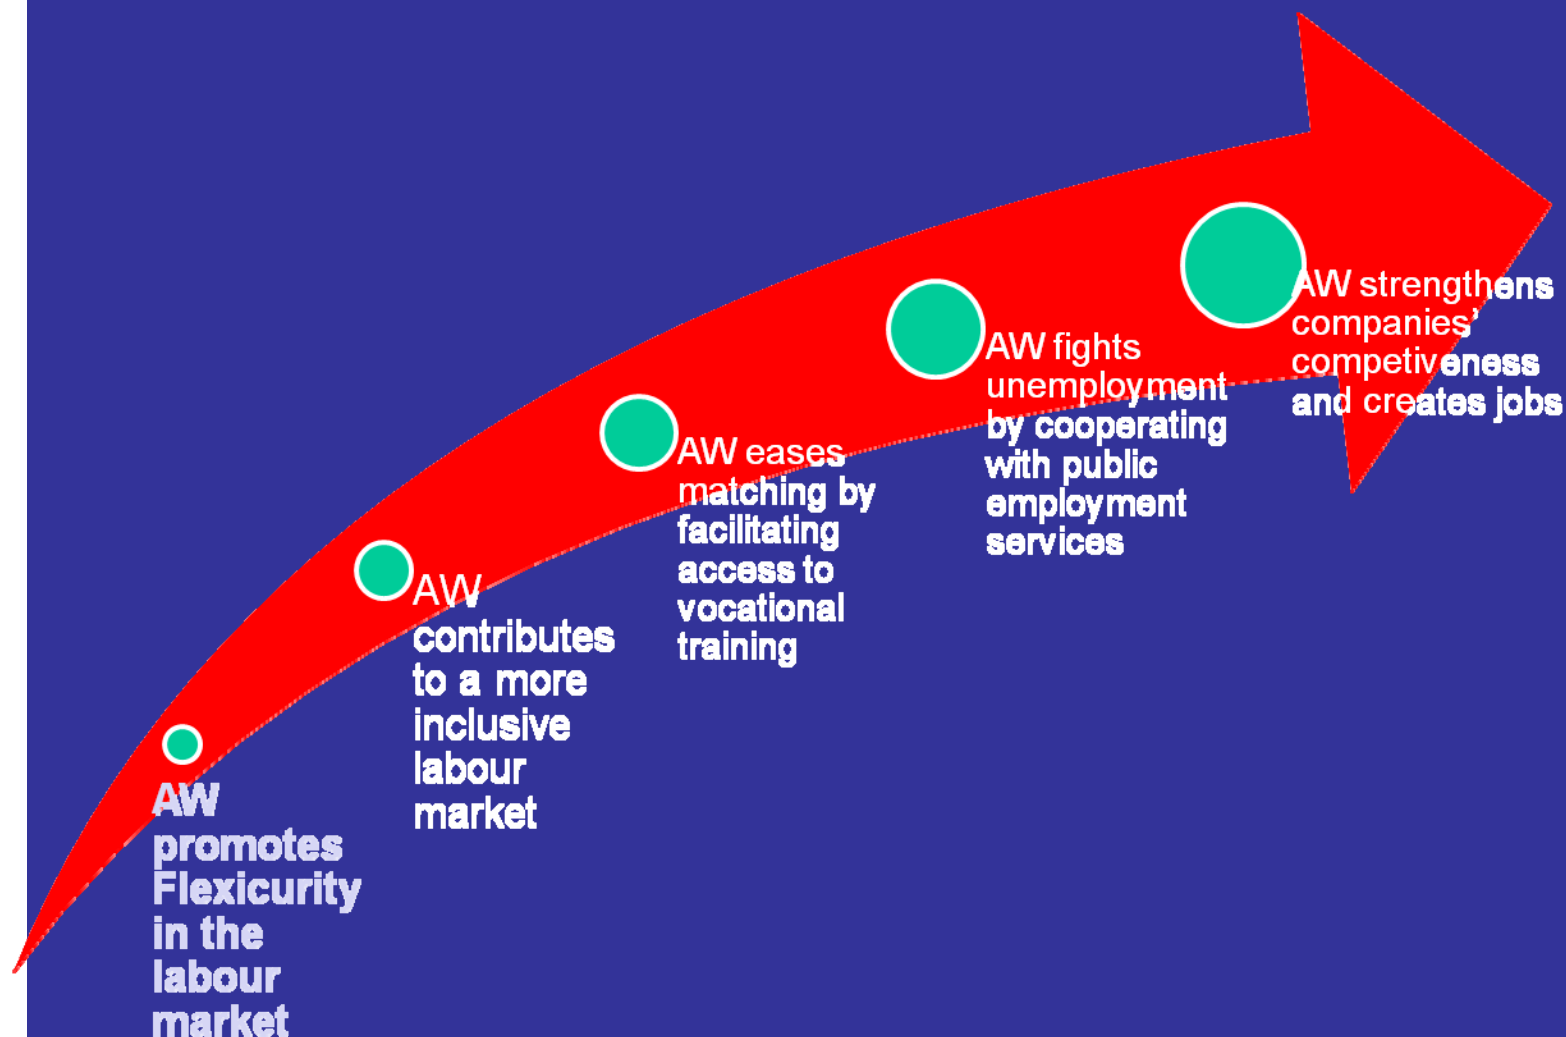 AW
promotes
Flexicurity
in the
labour
market
AW
contributes
to a more
inclusive
labour
market
AW eases
matching by
facilitating
access to
vocational
training
AW fights
unemployment
by cooperating
with public
employment
services
AW strengthens
companies'
competiveness
and creates jobs